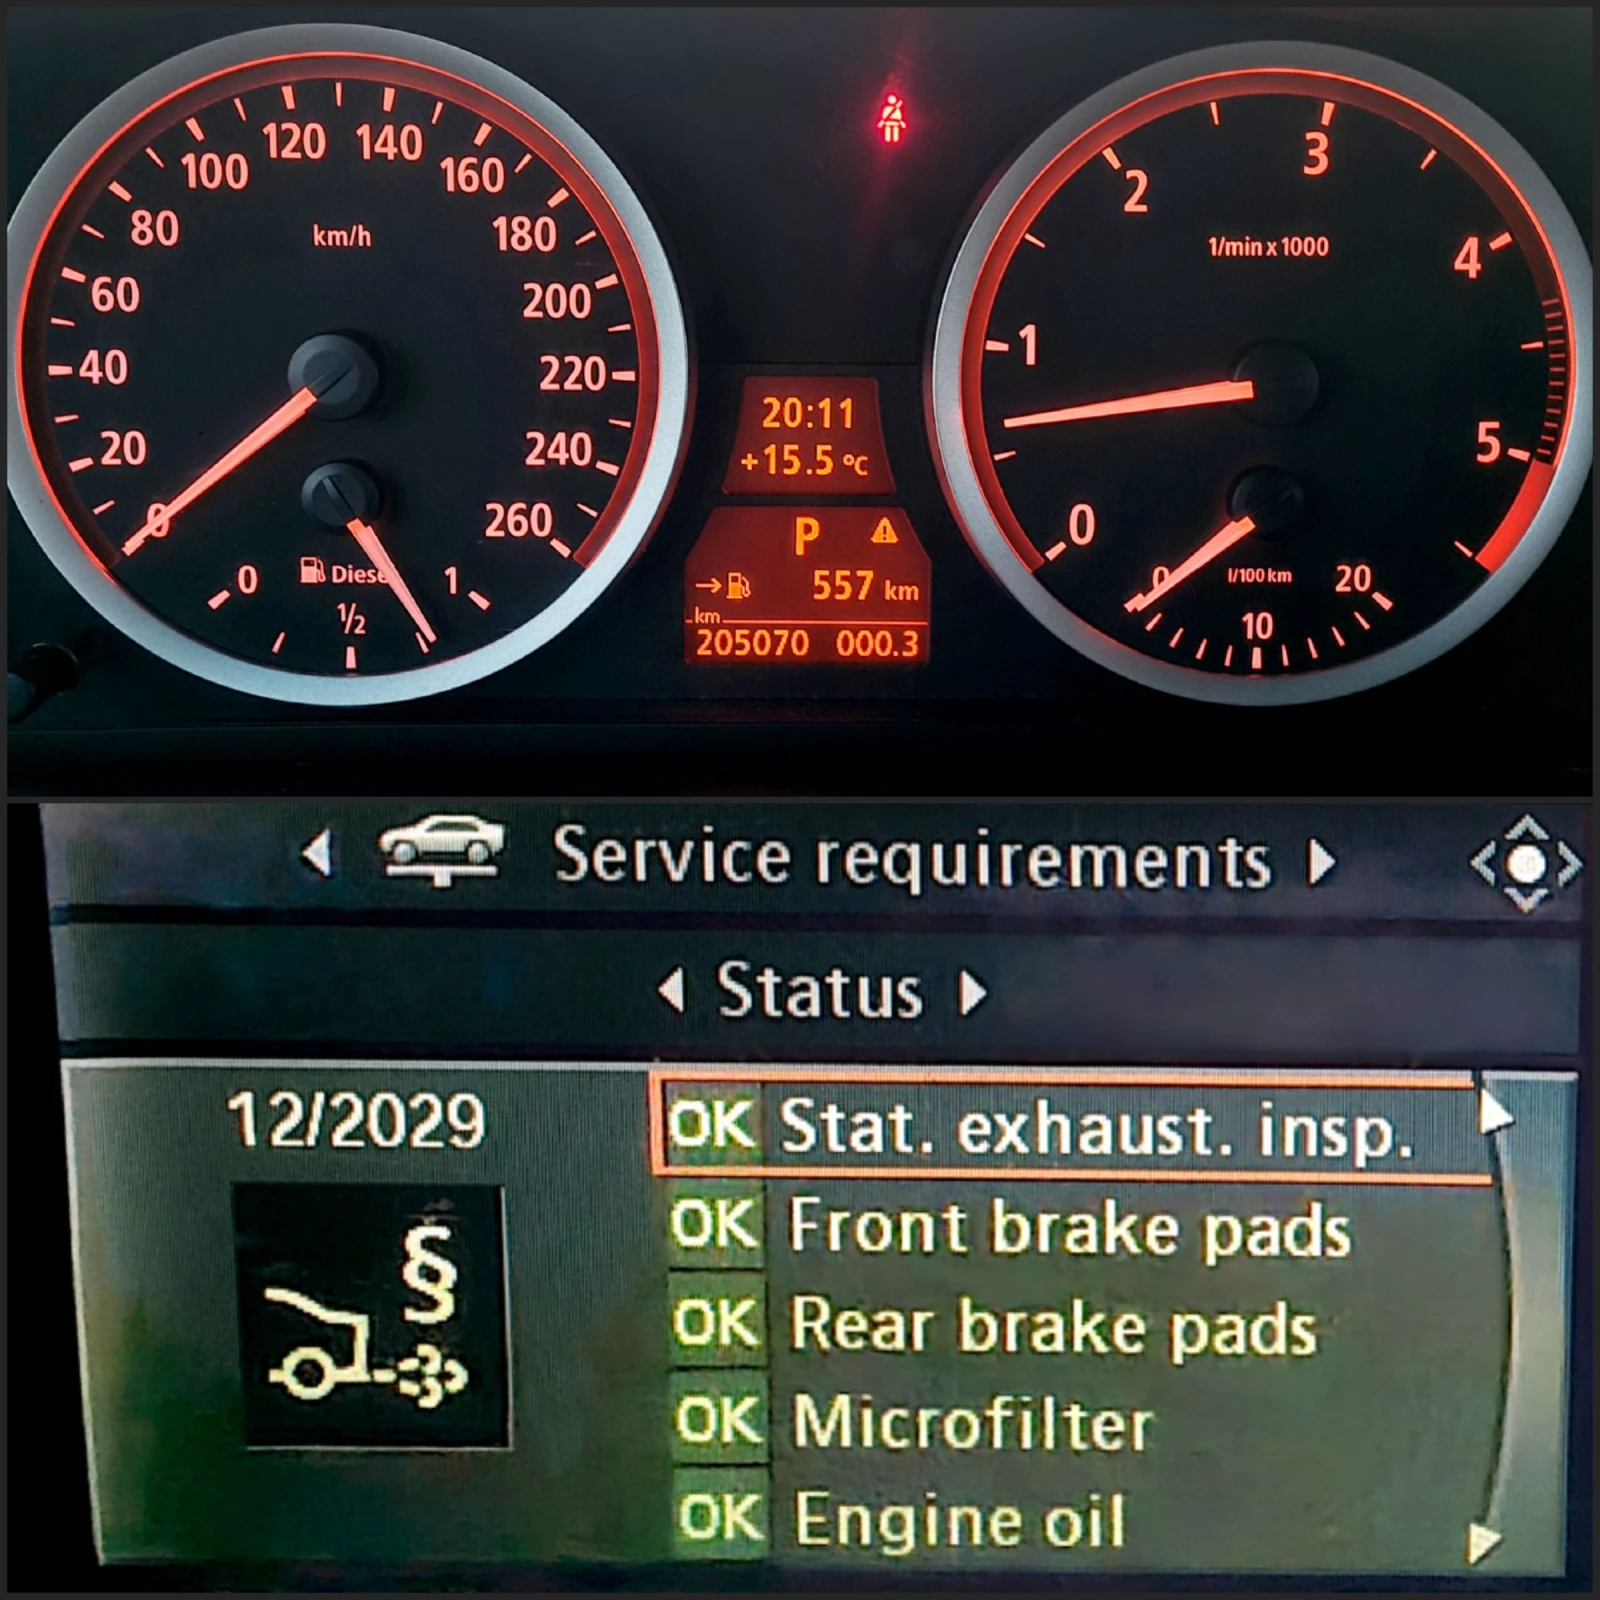 0
20
40
60
80
100
120
140
160
180
200
220
240
260
km/h
0
Diesel
1/2
1
20:11
+15.5 °C
P
→ 557 km
km
205070 000.3
0
1
2
3
4
5
1/min x 1000
0
l/100 km
20
10
Service requirements
Status
12/2029
§
OK Stat. exhaust. insp.
OK Front brake pads
OK Rear brake pads
OK Microfilter
OK Engine oil